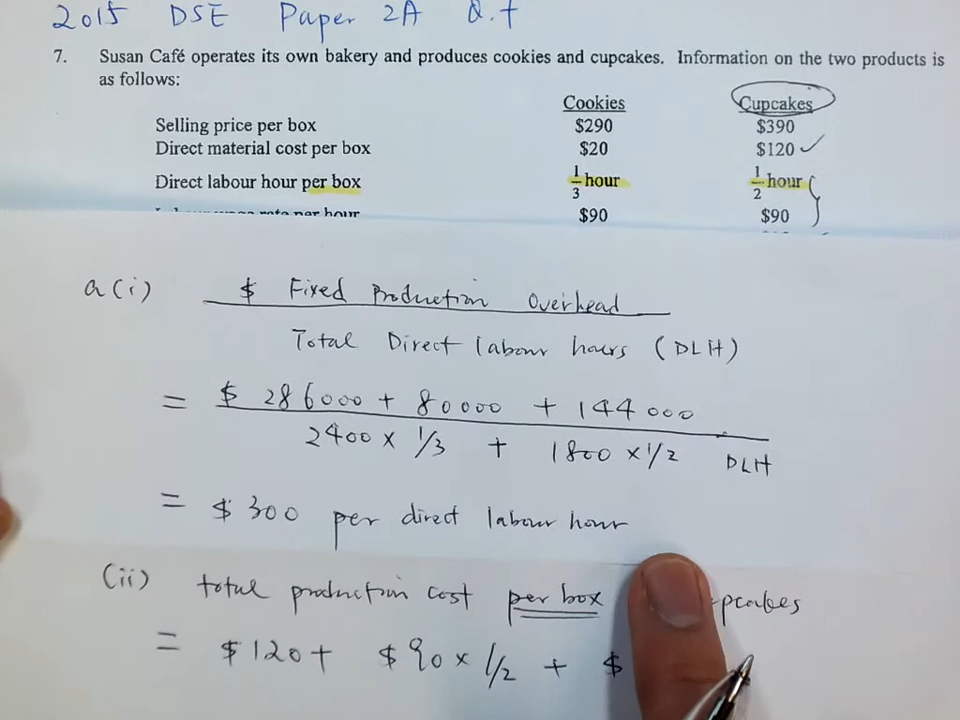 2015 DSE Paper 2A Q.7
7. Susan Café operates its own bakery and produces cookies and cupcakes. Information on the two products is
as follows:
Cookies Cupcakes
Selling price per box $290 $390
Direct material cost per box $20 $120 ✓
Direct labour hour per box 1/3 hour 1/2 hour
rate per hour $90 $90
a(i) $ Fixed Production Overhead
Total Direct labour hours (DLH)
= $ 286000 + 80000 + 144000
2400 x 1/3 + 1800 x 1/2 DLH
= $300 per direct labour hour
(ii) total production cost per box
= $120 + $90 x 1/2 + $